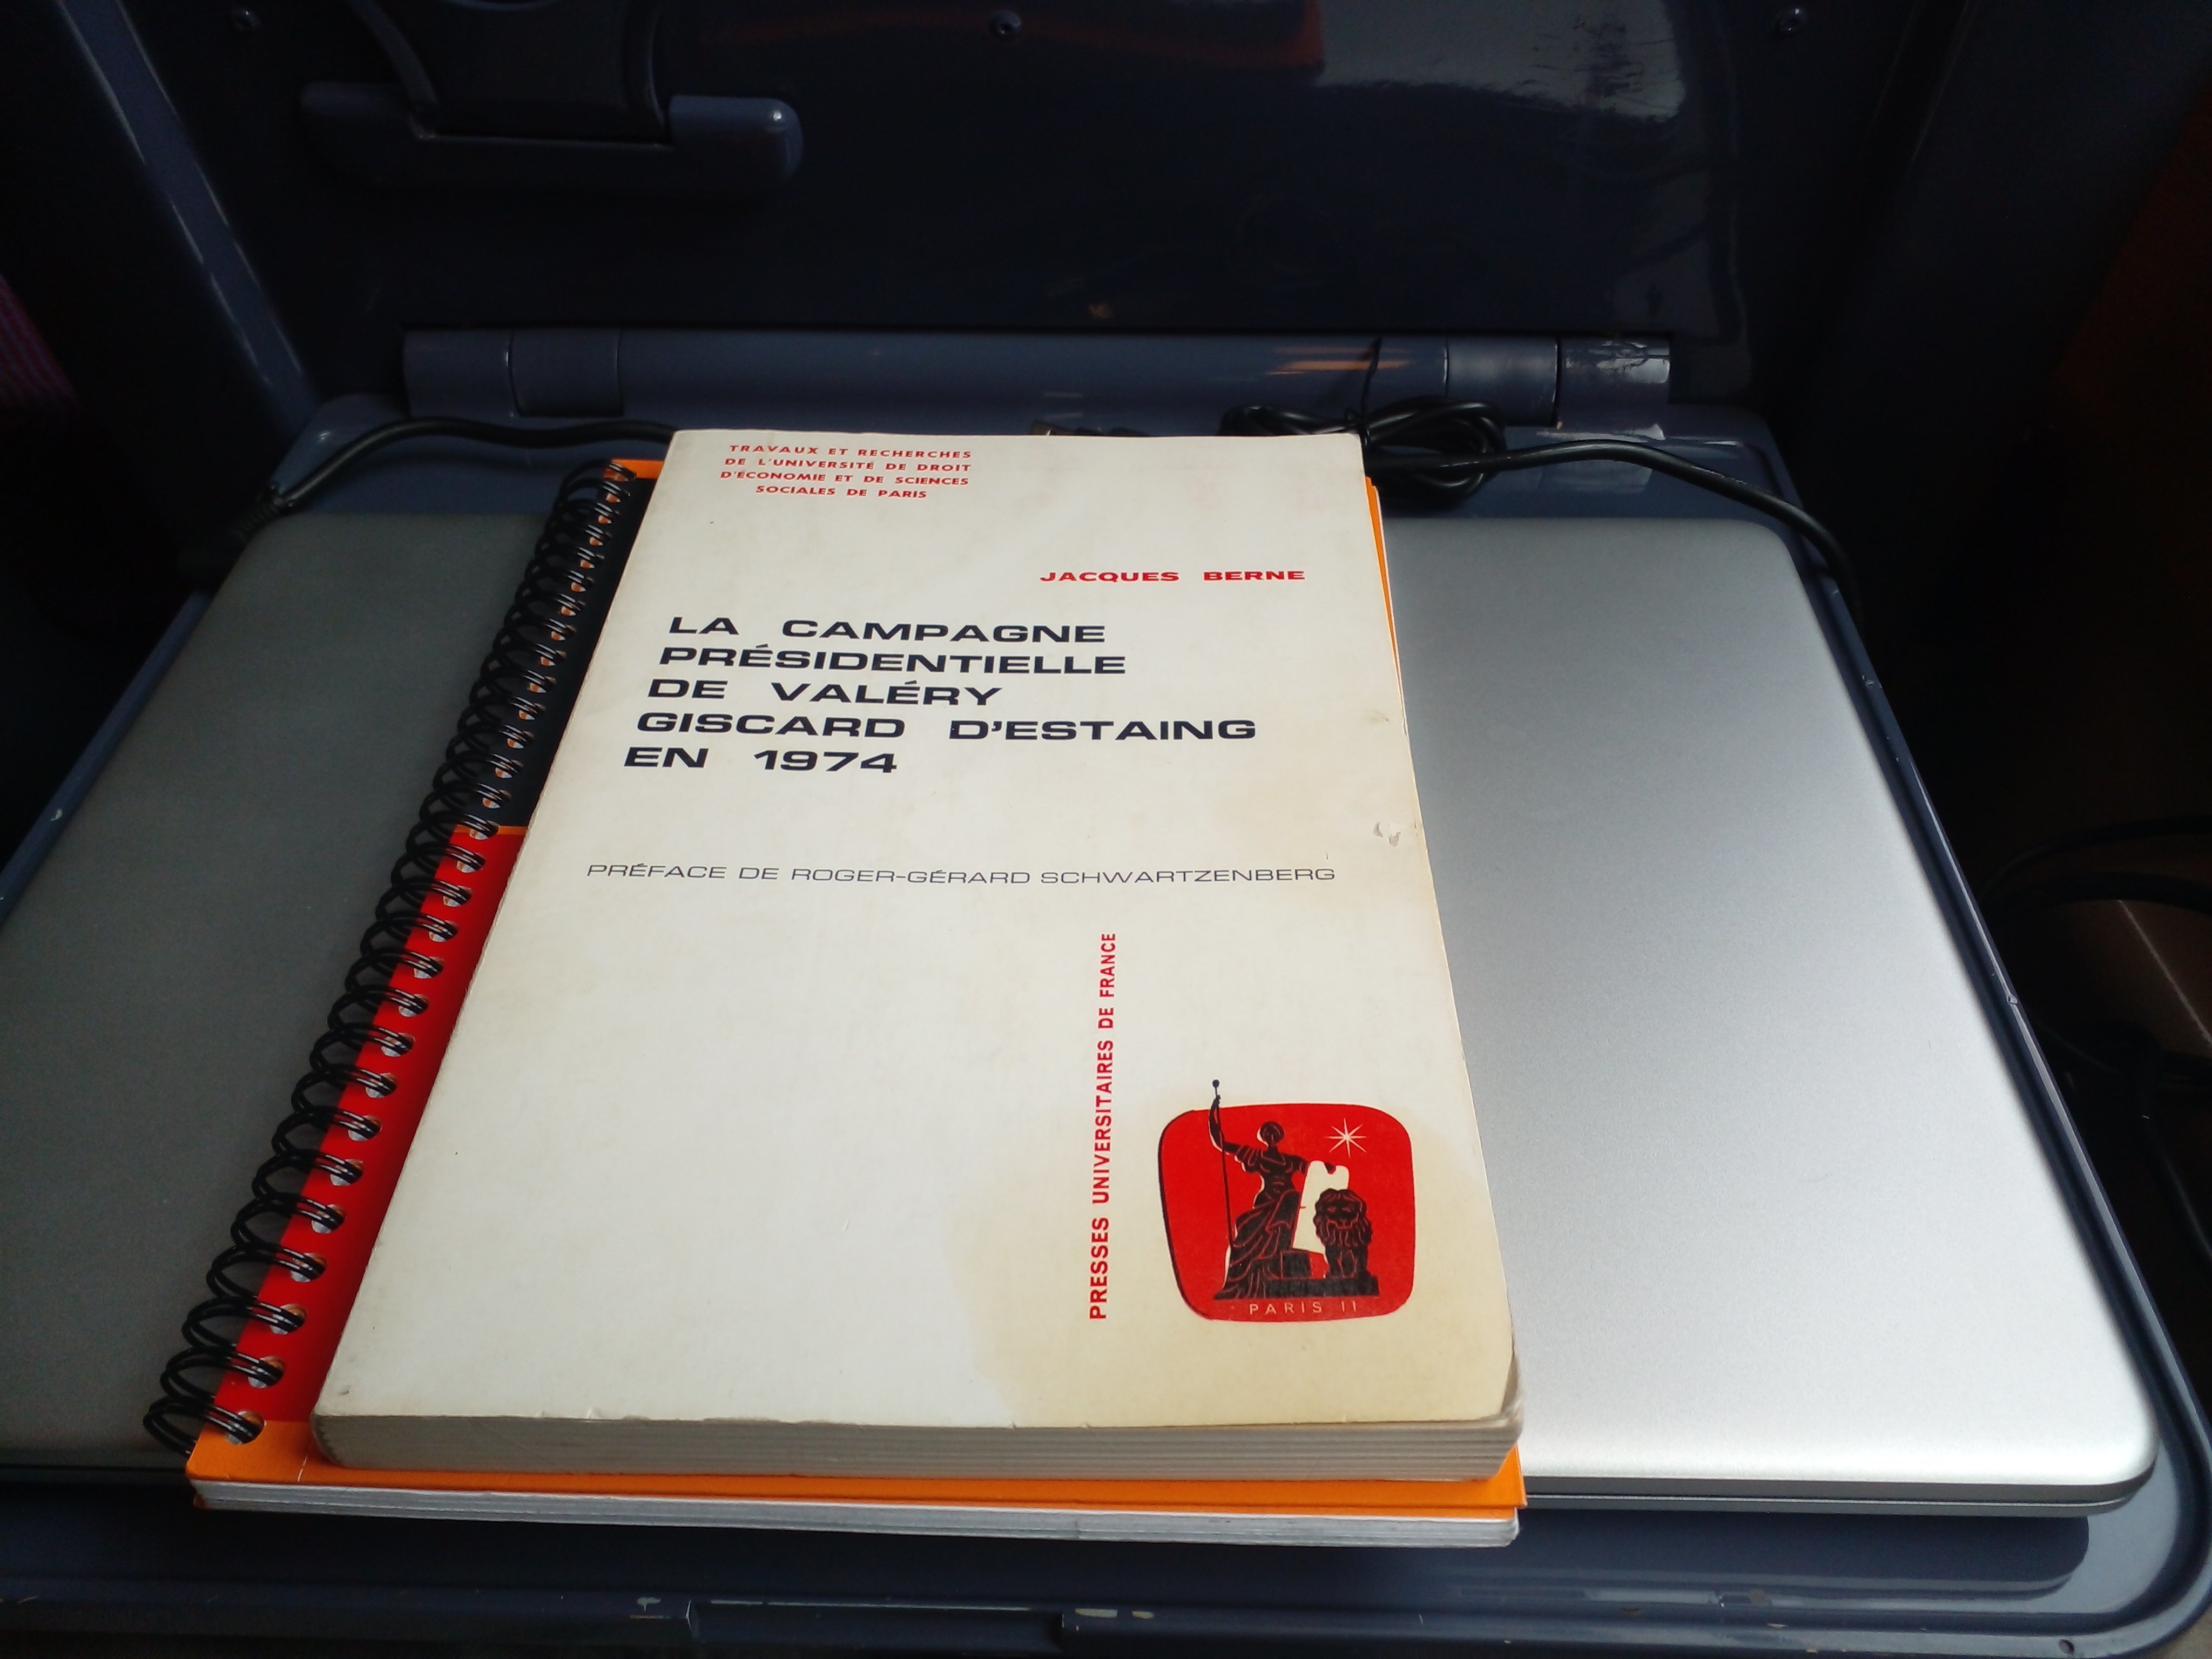 TRAVAUX ET RECHERCHES
DE L'UNIVERSITÉ DE DROIT
D'ÉCONOMIE ET DE SCIENCES
SOCIALES DE PARIS
JACQUES BERNE
LA CAMPAGNE
PRÉSIDENTIELLE
DE VALÉRY
GISCARD D'ESTAING
EN 1974
PRÉFACE DE ROGER-GÉRARD SCHWARTZENBERG
PRESSES UNIVERSITAIRES DE FRANCE
PARIS II